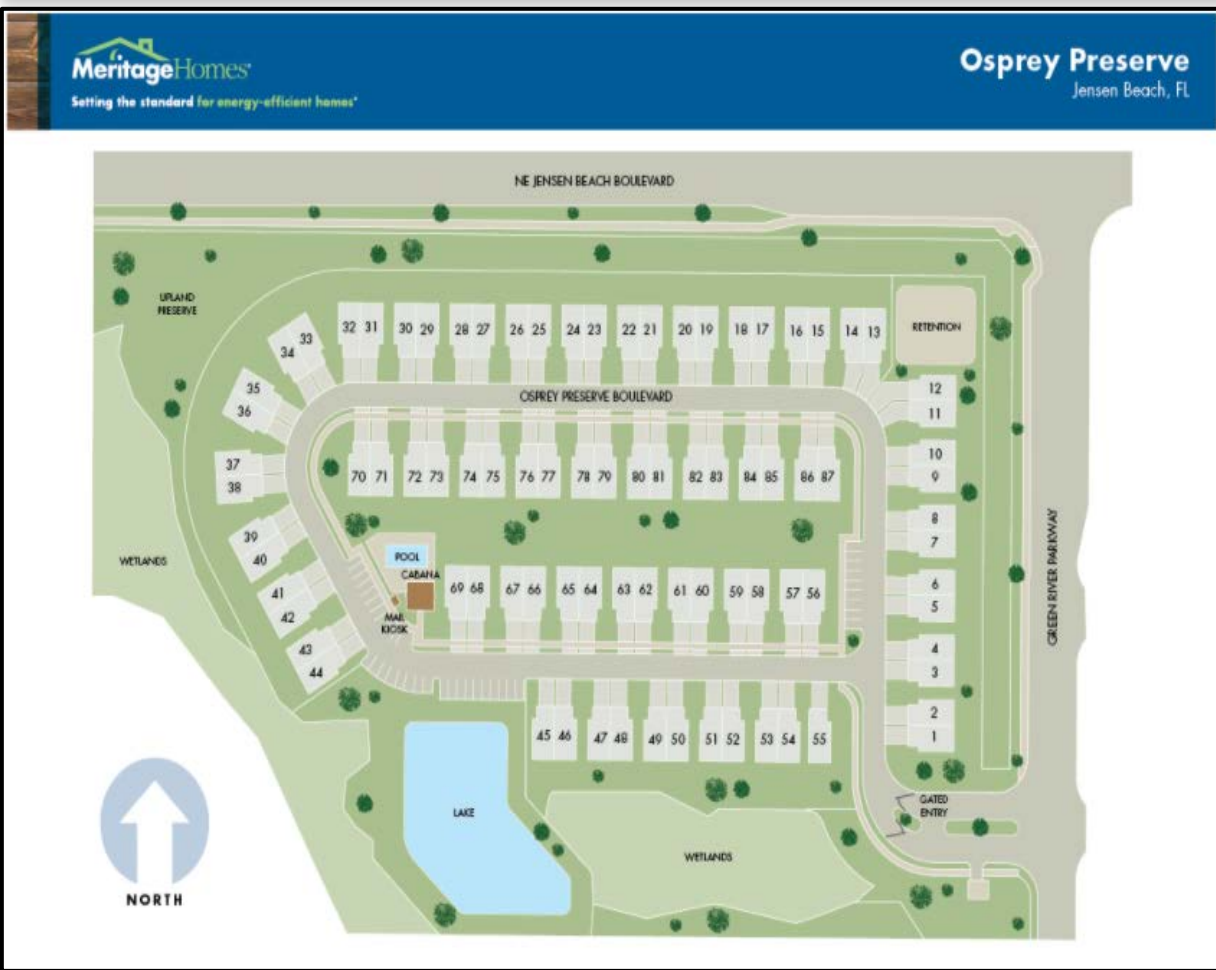 MeritageHomes®
Setting the standard for energy-efficient homes®
Osprey Preserve
Jensen Beach, FL
NE JENSEN BEACH BOULEVARD
UPLAND
PRESERVE
32 31 30 29 28 27 26 25 24 23 22 21 20 19 18 17 16 15 14 13
RETENTION
33
34
35
36
OSPREY PRESERVE BOULEVARD
12
11
37
38
70 71 72 73 74 75 76 77 78 79 80 81 82 83 84 85 86 87
10
9
39
40
8
7
GREEN RIVER PARKWAY
WETLANDS
POOL
CABANA
MAIL
KIOSK
69 68 67 66 65 64 63 62 61 60 59 58 57 56
6
5
41
42
43
44
4
3
2
1
45 46 47 48 49 50 51 52 53 54 55
GATED
ENTRY
LAKE
WETLANDS
NORTH